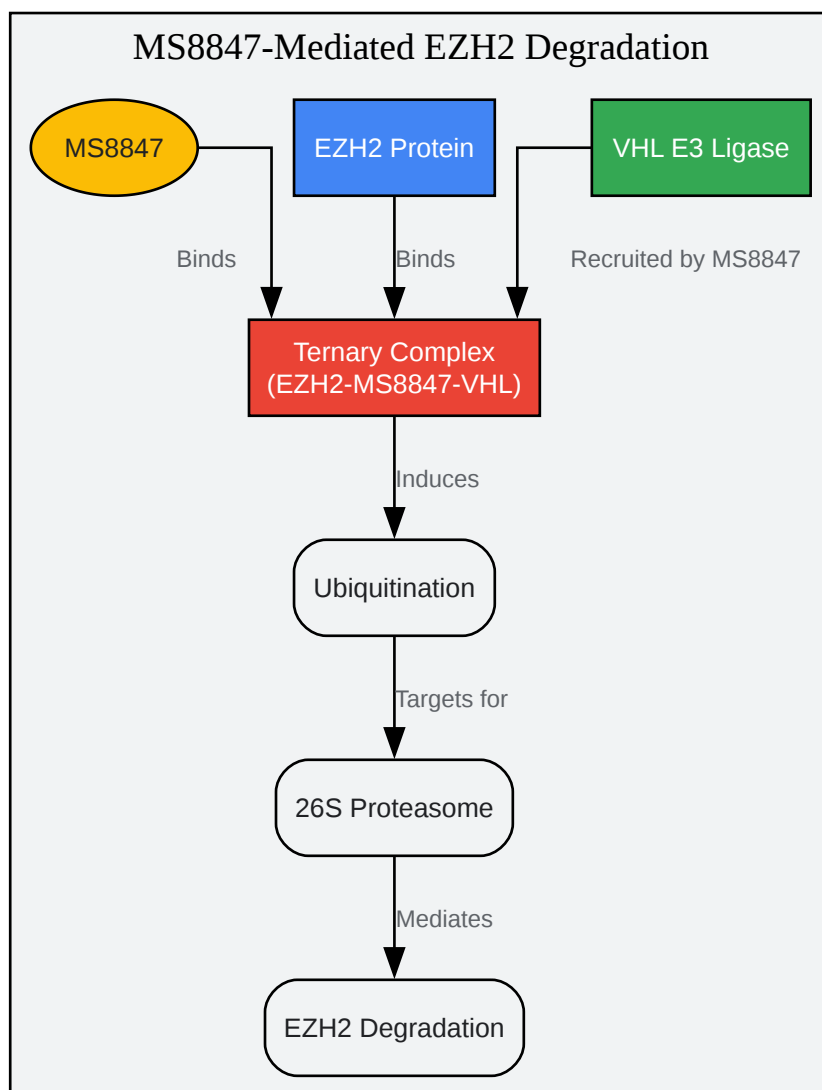 MS8847-Mediated EZH2 Degradation
MS8847
EZH2 Protein
VHL E3 Ligase
Binds
Binds
Recruited by MS8847
Ternary Complex
(EZH2-MS8847-VHL)
Induces
Ubiquitination
Targets for
26S Proteasome
Mediates
EZH2 Degradation